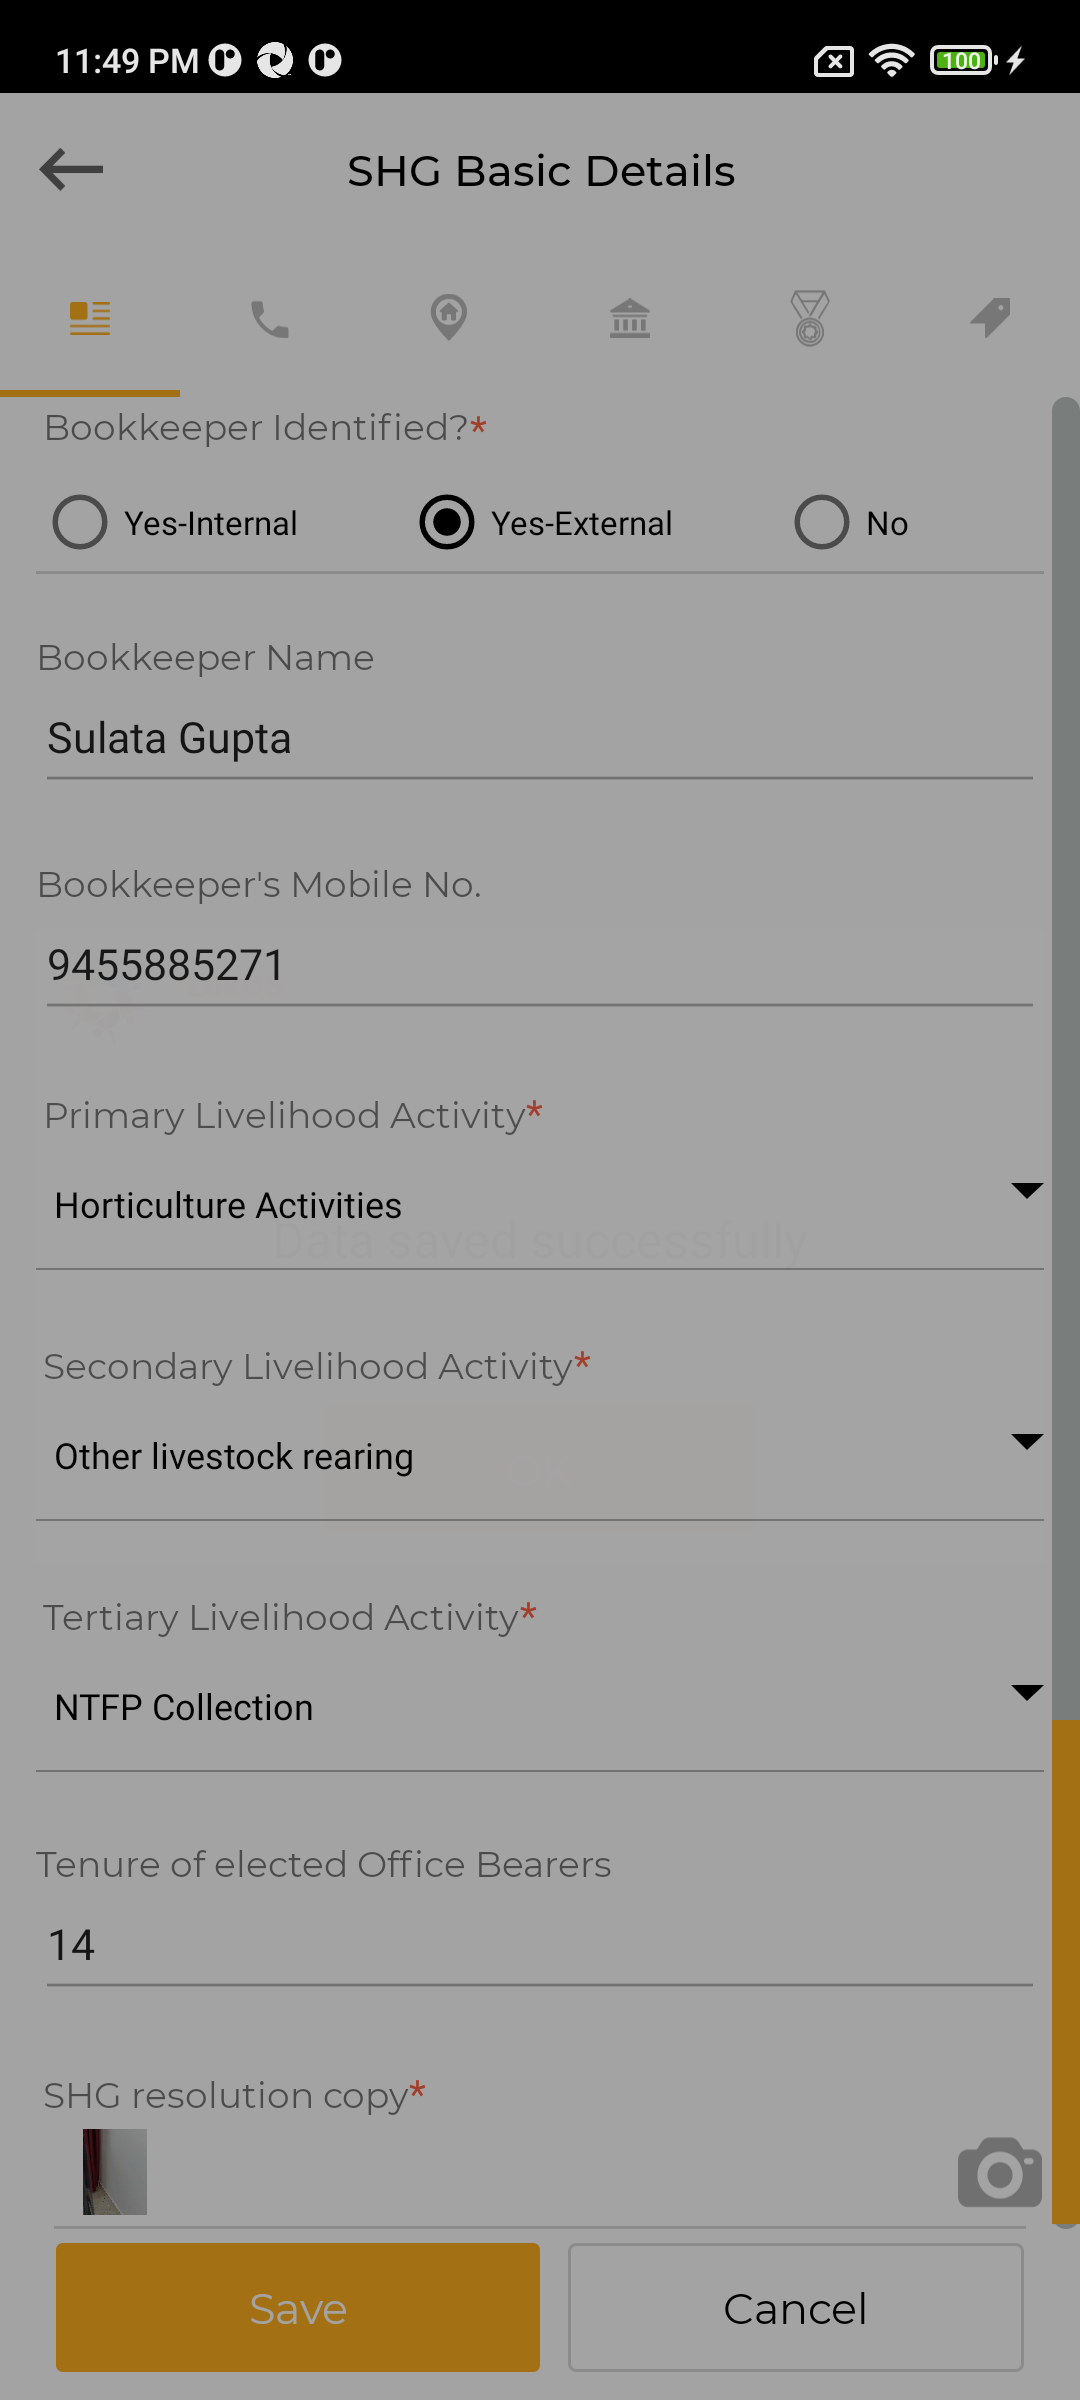 11:49 PM
100
SHG Basic Details
Bookkeeper Identified?*
Yes-Internal
Yes-External
No
Bookkeeper Name
Sulata Gupta
Bookkeeper's Mobile No.
9455885271
Primary Livelihood Activity*
Horticulture Activities
Data saved successfully
Secondary Livelihood Activity*
Other livestock rearing
Tertiary Livelihood Activity*
NTFP Collection
Tenure of elected Office Bearers
14
SHG resolution copy*
Save
Cancel